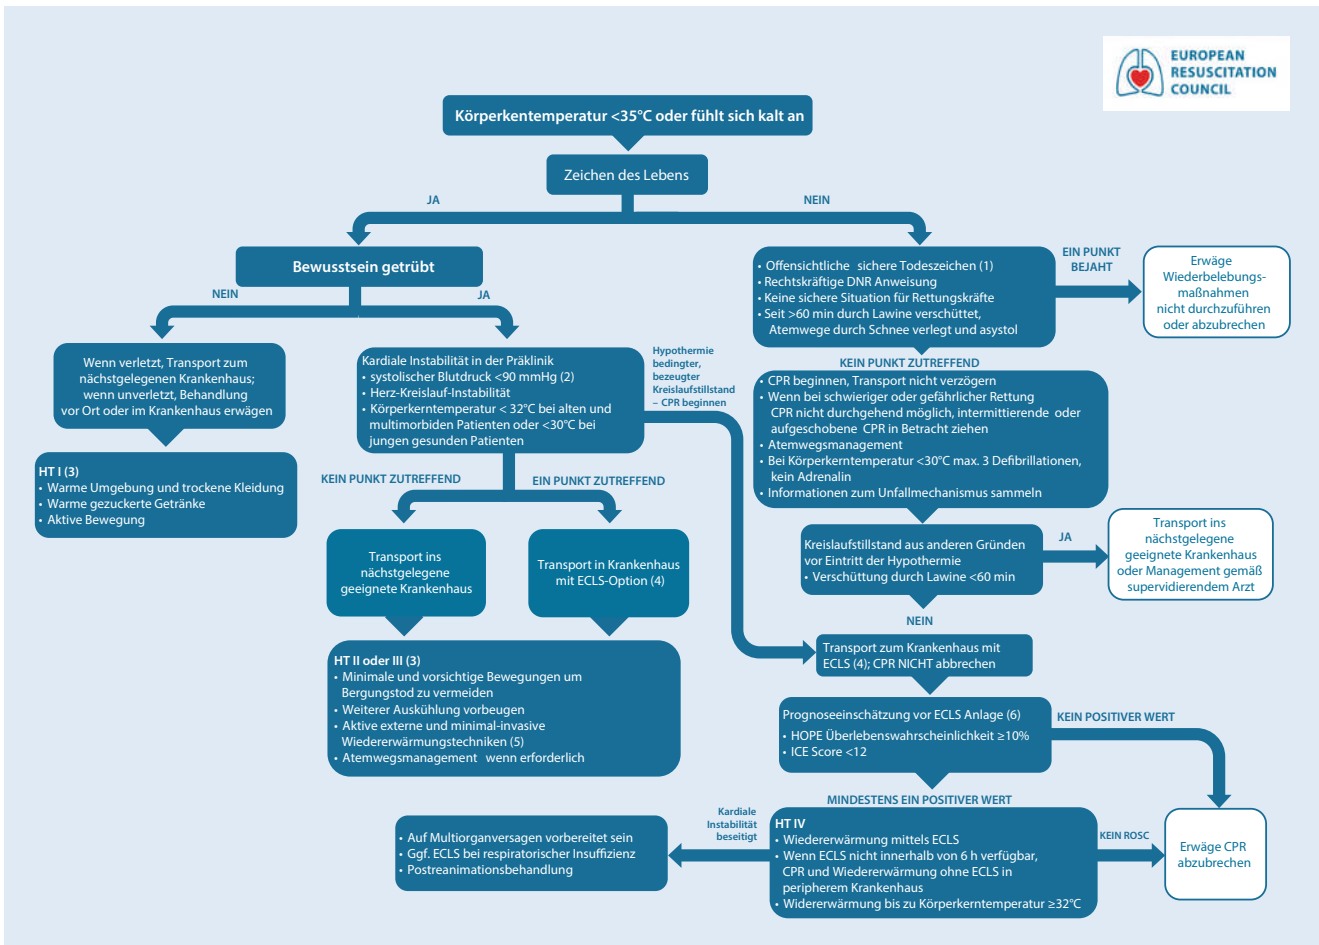 EUROPEAN
RESUSCITATION
COUNCIL
Körperkentemperatur <35°C oder fühlt sich kalt an
Zeichen des Lebens
JA
NEIN
Bewusstsein getrübt
NEIN
JA
• Offensichtliche sichere Todeszeichen (1)
• Rechtskräftige DNR Anweisung
• Keine sichere Situation für Rettungskräfte
• Seit >60 min durch Lawine verschüttet,
Atemwege durch Schnee verlegt und asystol
EIN PUNKT
BEJAHT
Erwäge
Wiederbelebungs-
maßnahmen
nicht durchzuführen
oder abzubrechen
Wenn verletzt, Transport zum
nächstgelegenen Krankenhaus;
wenn unverletzt, Behandlung
vor Ort oder im Krankenhaus erwägen
HT I (3)
• Warme Umgebung und trockene Kleidung
• Warme gezuckerte Getränke
• Aktive Bewegung
Kardiale Instabilität in der Präklinik
• systolischer Blutdruck <90 mmHg (2)
• Herz-Kreislauf-Instabilität
• Körperkerntemperatur < 32°C bei alten und
multimorbiden Patienten oder <30°C bei
jungen gesunden Patienten
Hypothermie
bedingter,
bezeugter
Kreislaufstillstand
– CPR beginnen
KEIN PUNKT ZUTREFFEND
• CPR beginnen, Transport nicht verzögern
• Wenn bei schwieriger oder gefährlicher Rettung
CPR nicht durchgehend möglich, intermittierende oder
aufgeschobene CPR in Betracht ziehen
• Atemwegsmanagement
• Bei Körperkerntemperatur <30°C max. 3 Defibrillationen,
kein Adrenalin
• Informationen zum Unfallmechanismus sammeln
KEIN PUNKT ZUTREFFEND
EIN PUNKT ZUTREFFEND
Transport ins
nächstgelegene
geeignete Krankenhaus
Transport in Krankenhaus
mit ECLS-Option (4)
HT II oder III (3)
• Minimale und vorsichtige Bewegungen um
Bergungstod zu vermeiden
• Weiterer Auskühlung vorbeugen
• Aktive externe und minimal-invasive
Wiedererwärmungstechniken (5)
• Atemwegsmanagement wenn erforderlich
Kreislaufstillstand aus anderen Gründen
vor Eintritt der Hypothermie
• Verschüttung durch Lawine <60 min
JA
Transport ins
nächstgelegene
geeignete Krankenhaus
oder Management gemäß
supervidierendem Arzt
NEIN
Transport zum Krankenhaus mit
ECLS (4); CPR NICHT abbrechen
Prognoseeinschätzung vor ECLS Anlage (6)
• HOPE Überlebenswahrscheinlichkeit ≥10%
• ICE Score <12
KEIN POSITIVER WERT
MINDESTENS EIN POSITIVER WERT
HT IV
• Wiedererwärmung mittels ECLS
• Wenn ECLS nicht innerhalb von 6 h verfügbar,
CPR und Wiedererwärmung ohne ECLS in
peripherem Krankenhaus
• Widererwärmung bis zu Körperkerntemperatur ≥32°C
Kardiale
Instabilität
beseitigt
• Auf Multiorganversagen vorbereitet sein
• Ggf. ECLS bei respiratorischer Insuffizienz
• Postreanimationsbehandlung
KEIN ROSC
Erwäge CPR
abzubrechen